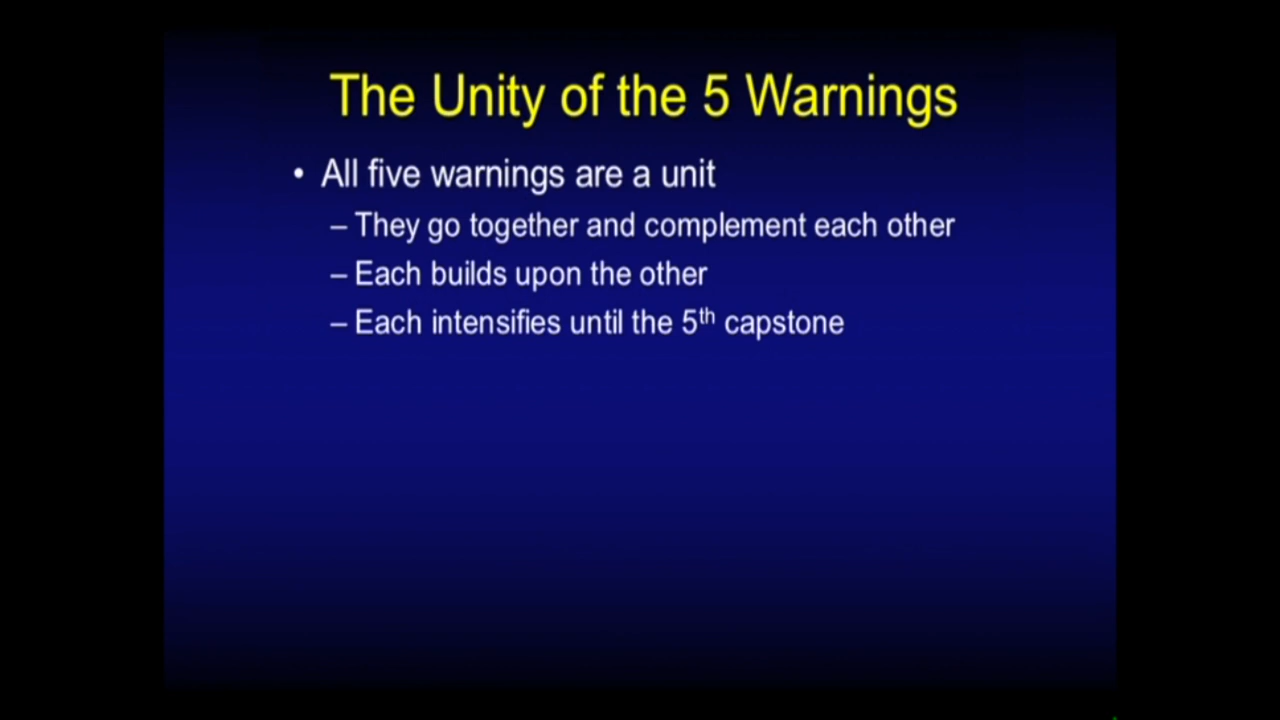 The Unity of the 5 Warnings
• All five warnings are a unit
– They go together and complement each other
– Each builds upon the other
– Each intensifies until the 5th capstone